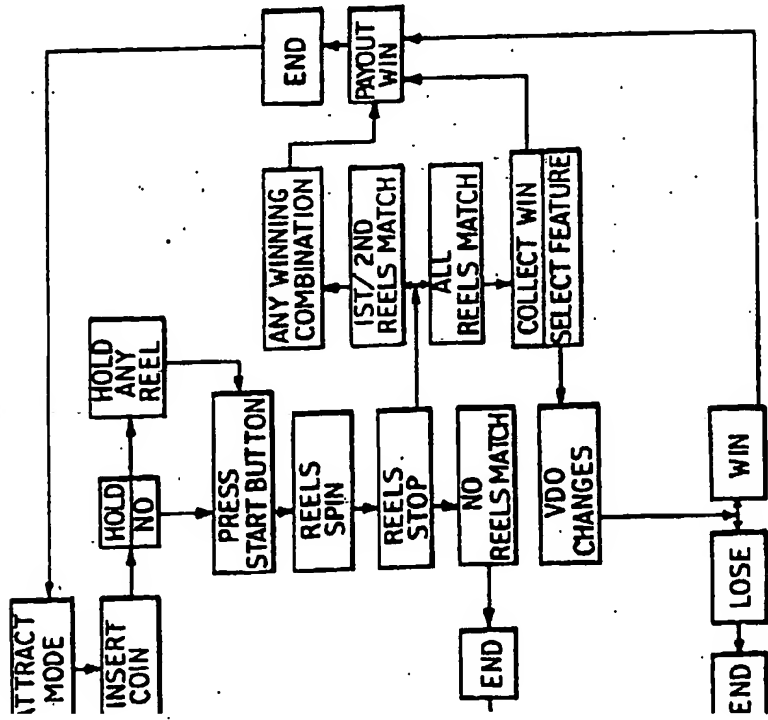 ATTRACT
MODE
INSERT
COIN
HOLD
NO
HOLD
ANY
REEL
PRESS
START BUTTON
REELS
SPIN
REELS
STOP
NO
REELS MATCH
END
ANY WINNING
COMBINATION
1ST/2ND
REELS MATCH
ALL
REELS MATCH
COLLECT WIN
SELECT FEATURE
PAYOUT
WIN
END
VDO
CHANGES
WIN
LOSE
END